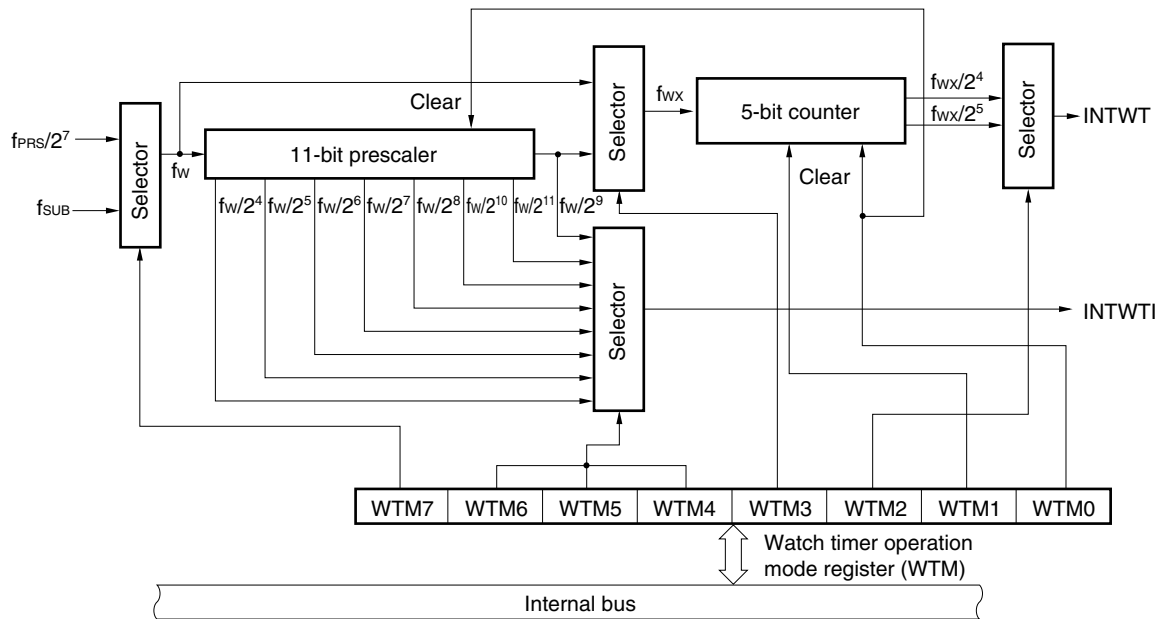 Clear
fPRS/2⁷
fSUB
Selector
fW
11-bit prescaler
fW/2⁴ fW/2⁵ fW/2⁶ fW/2⁷ fW/2⁸ fW/2¹⁰ fW/2¹¹ fW/2⁹
Selector
fWX
5-bit counter
Clear
fWX/2⁴
fWX/2⁵
Selector
INTWT
Selector
INTWTI
WTM7 WTM6 WTM5 WTM4 WTM3 WTM2 WTM1 WTM0
Watch timer operation
mode register (WTM)
Internal bus